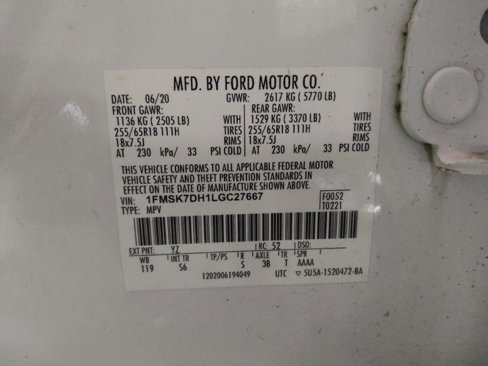 MFD. BY FORD MOTOR CO.
DATE: 06/20 GVWR: 2617 KG ( 5770 LB)
FRONT GAWR: REAR GAWR:
1136 KG ( 2505 LB) WITH 1529 KG ( 3370 LB) WITH
255/65R18 111H TIRES 255/65R18 111H TIRES
18x7.5J RIMS 18x7.5J RIMS
AT 230 kPa/ 33 PSI COLD AT 230 kPa/ 33 PSI COLD
THIS VEHICLE CONFORMS TO ALL APPLICABLE FEDERAL MOTOR
VEHICLE SAFETY AND THEFT PREVENTION STANDARDS IN
EFFECT ON THE DATE OF MANUFACTURE SHOWN ABOVE.
VIN: 1FMSK7DH1LGC27667 F0052
TYPE: MPV T0221
EXT PNT: YZ RC: 52 DSO:
WB INT TR TP/PS R AXLE TR SPR
119 S6 S 3B T AAAA
1202006194049 UTC 5U5A-1520472-BA